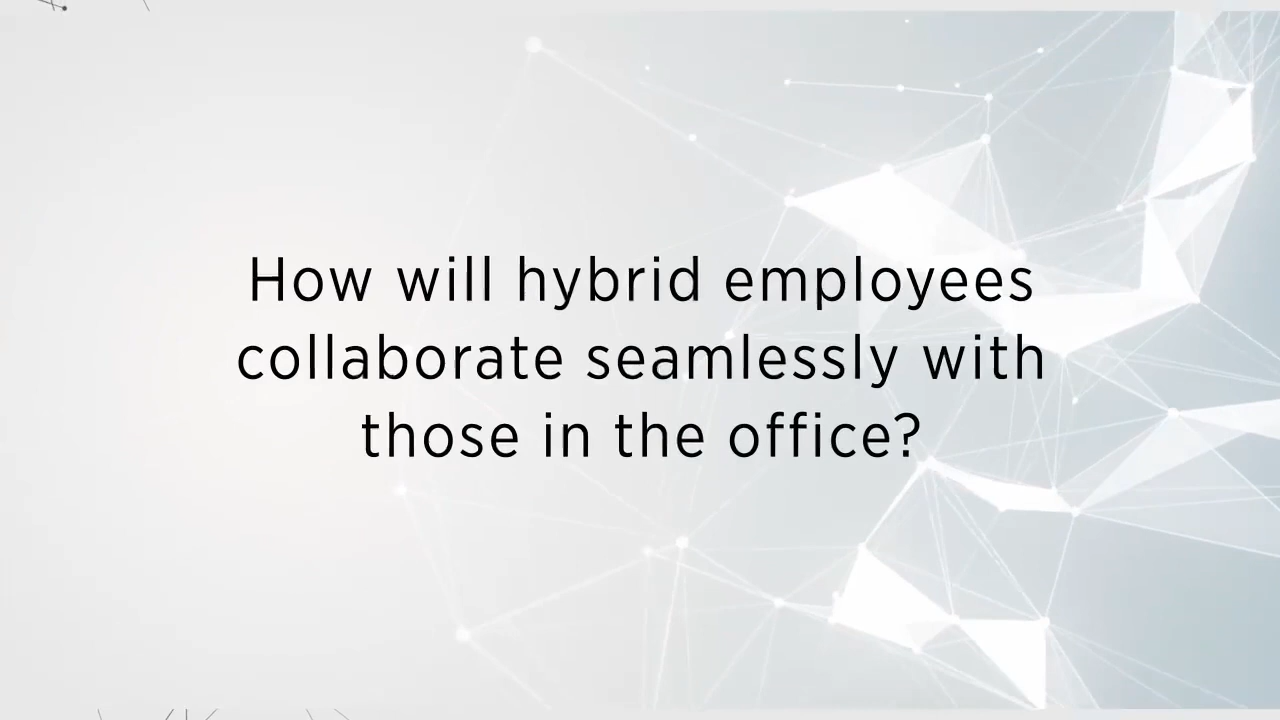 How will hybrid employees
collaborate seamlessly with
those in the office?